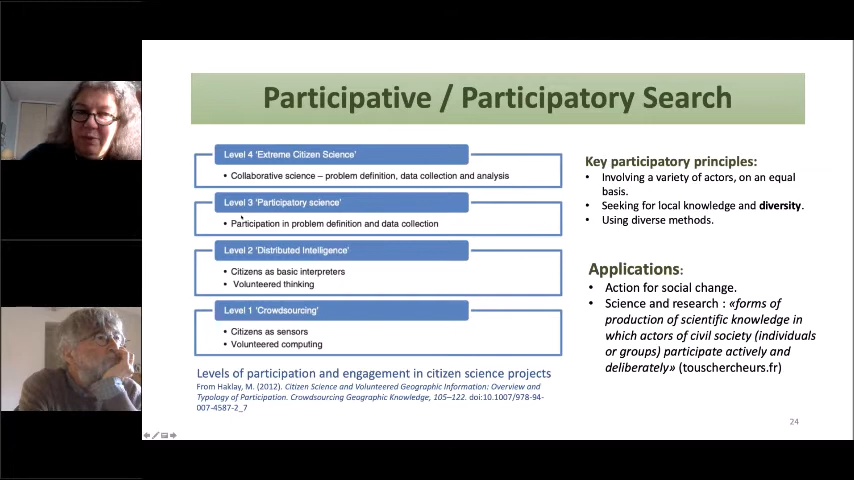 Participative / Participatory Search
Level 4 'Extreme Citizen Science'
• Collaborative science – problem definition, data collection and analysis
Level 3 'Participatory science'
• Participation in problem definition and data collection
Level 2 'Distributed Intelligence'
• Citizens as basic interpreters
• Volunteered thinking
Level 1 'Crowdsourcing'
• Citizens as sensors
• Volunteered computing
Levels of participation and engagement in citizen science projects
From Haklay, M. (2012). Citizen Science and Volunteered Geographic Information: Overview and
Typology of Participation. Crowdsourcing Geographic Knowledge, 105–122. doi:10.1007/978-94-
007-4587-2_7
Key participatory principles:
• Involving a variety of actors, on an equal
basis.
• Seeking for local knowledge and diversity.
• Using diverse methods.
Applications:
• Action for social change.
• Science and research : «forms of
production of scientific knowledge in
which actors of civil society (individuals
or groups) participate actively and
deliberately» (touschercheurs.fr)
24